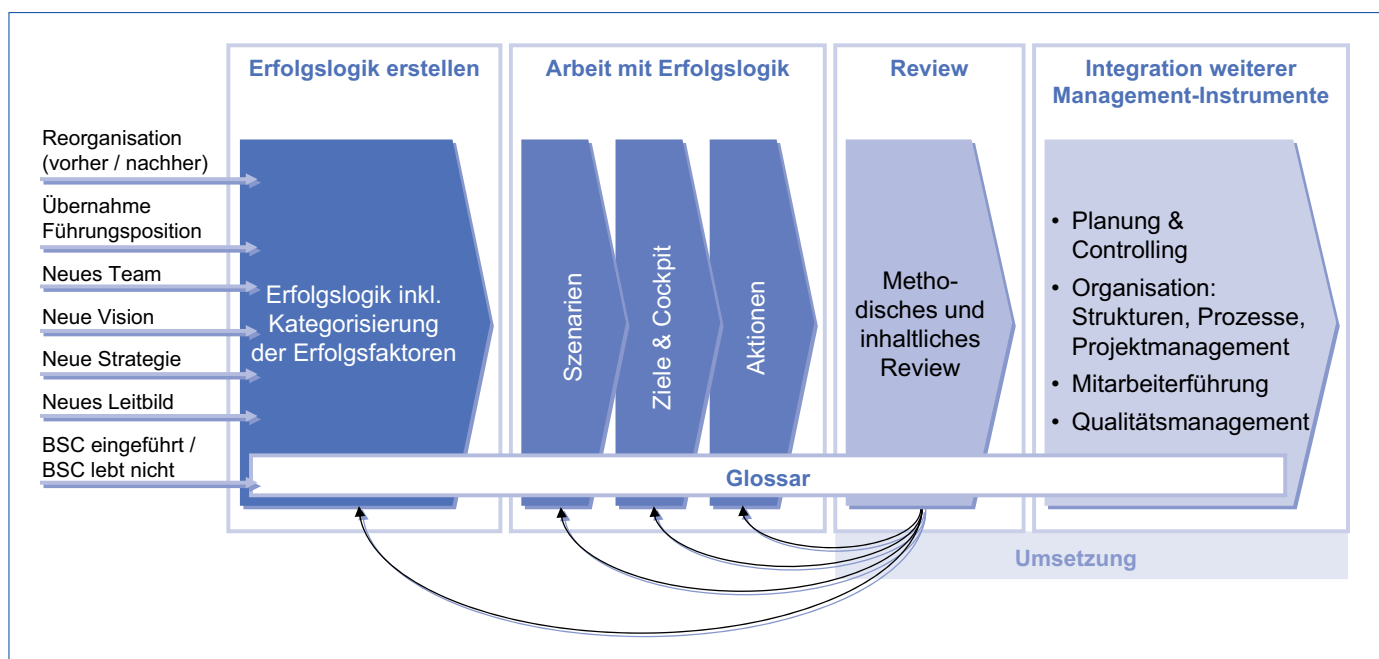 Erfolgslogik erstellen
Arbeit mit Erfolgslogik
Review
Integration weiterer
Management-Instrumente
Reorganisation
(vorher / nachher)
Übernahme
Führungsposition
Neues Team
Neue Vision
Neue Strategie
Neues Leitbild
BSC eingeführt /
BSC lebt nicht
Erfolgslogik inkl.
Kategorisierung
der Erfolgsfaktoren
Szenarien
Ziele & Cockpit
Aktionen
Metho-
disches und
inhaltliches
Review
• Planung &
Controlling
• Organisation:
Strukturen, Prozesse,
Projektmanagement
• Mitarbeiterführung
• Qualitätsmanagement
Glossar
Umsetzung